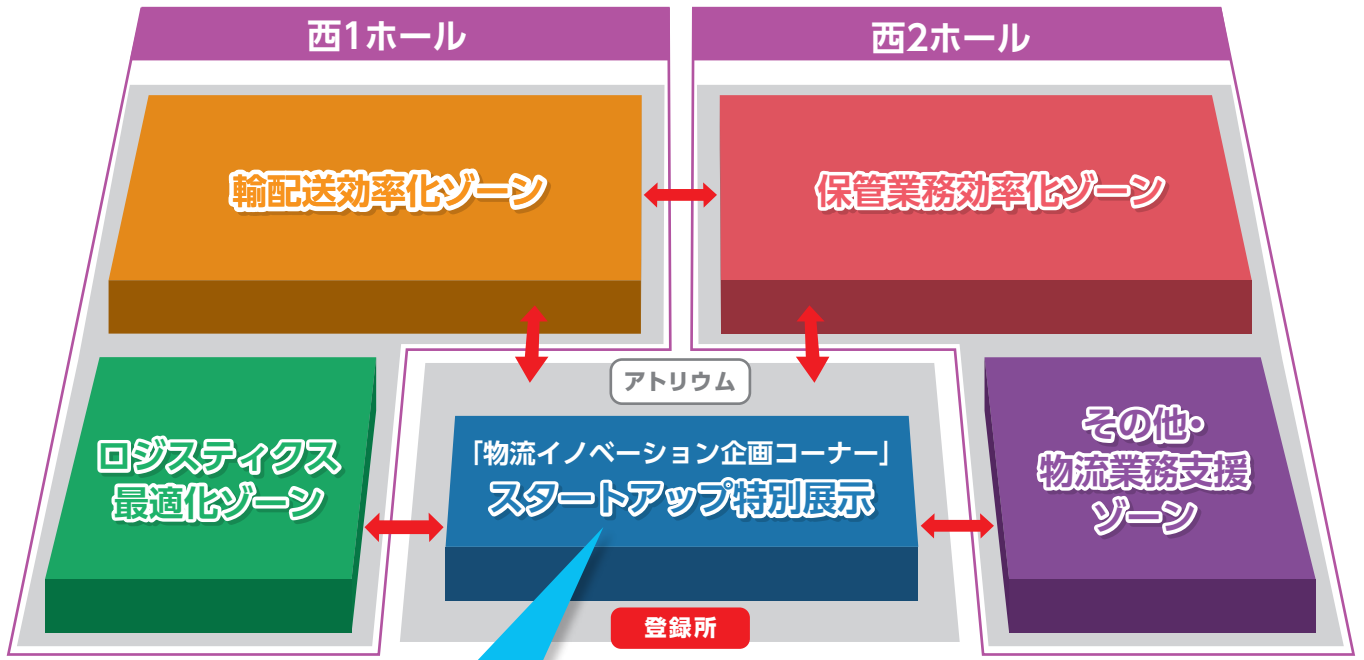 西1ホール
西2ホール
輸配送効率化ゾーン
保管業務効率化ゾーン
アトリウム
ロジスティクス
最適化ゾーン
「物流イノベーション企画コーナー」
スタートアップ特別展示
その他・
物流業務支援
ゾーン
登録所